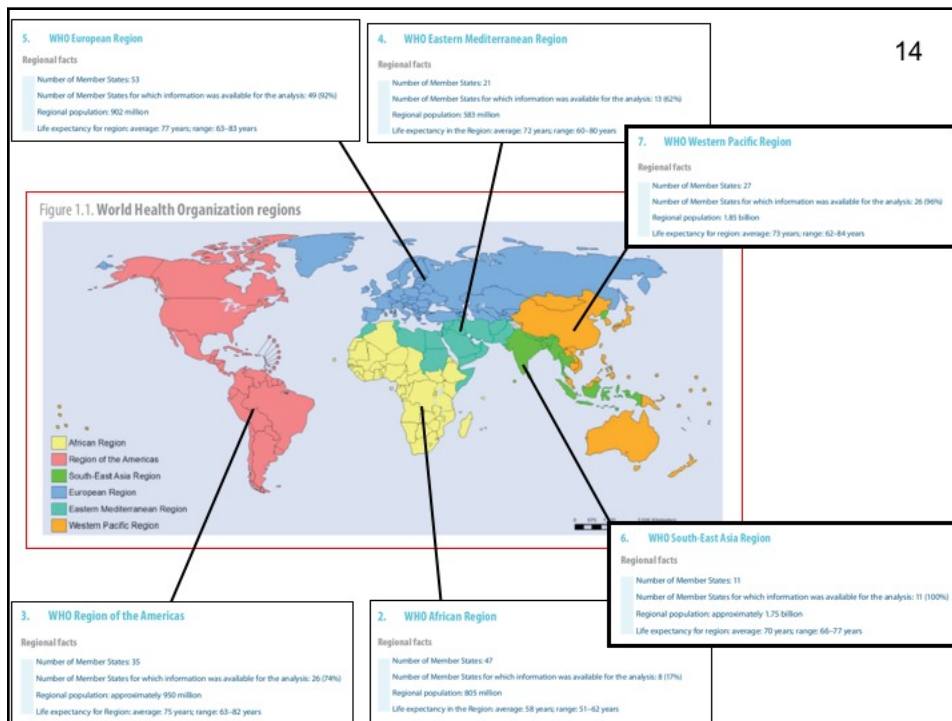 14
5. WHO European Region
Regional facts
Number of Member States: 53
Number of Member States for which information was available for the analysis: 49 (92%)
Regional population: 902 million
Life expectancy for region: average: 77 years; range: 63–83 years
4. WHO Eastern Mediterranean Region
Regional facts
Number of Member States: 21
Number of Member States for which information was available for the analysis: 13 (62%)
Regional population: 583 million
Life expectancy in the Region: average: 72 years; range: 60–80 years
7. WHO Western Pacific Region
Regional facts
Number of Member States: 27
Number of Member States for which information was available for the analysis: 26 (96%)
Regional population: 1.85 billion
Life expectancy for region: average: 73 years; range: 62–84 years
Figure 1.1. World Health Organization regions
African Region
Region of the Americas
South-East Asia Region
European Region
Eastern Mediterranean Region
Western Pacific Region
6. WHO South-East Asia Region
Regional facts
Number of Member States: 11
Number of Member States for which information was available for the analysis: 11 (100%)
Regional population: approximately 1.75 billion
Life expectancy for region: average: 70 years; range: 66–77 years
3. WHO Region of the Americas
Regional facts
Number of Member States: 35
Number of Member States for which information was available for the analysis: 26 (74%)
Regional population: approximately 950 million
Life expectancy for Region: average: 75 years; range: 63–82 years
2. WHO African Region
Regional facts
Number of Member States: 47
Number of Member States for which information was available for the analysis: 8 (17%)
Regional population: 805 million
Life expectancy in the Region: average: 58 years; range: 51–62 years